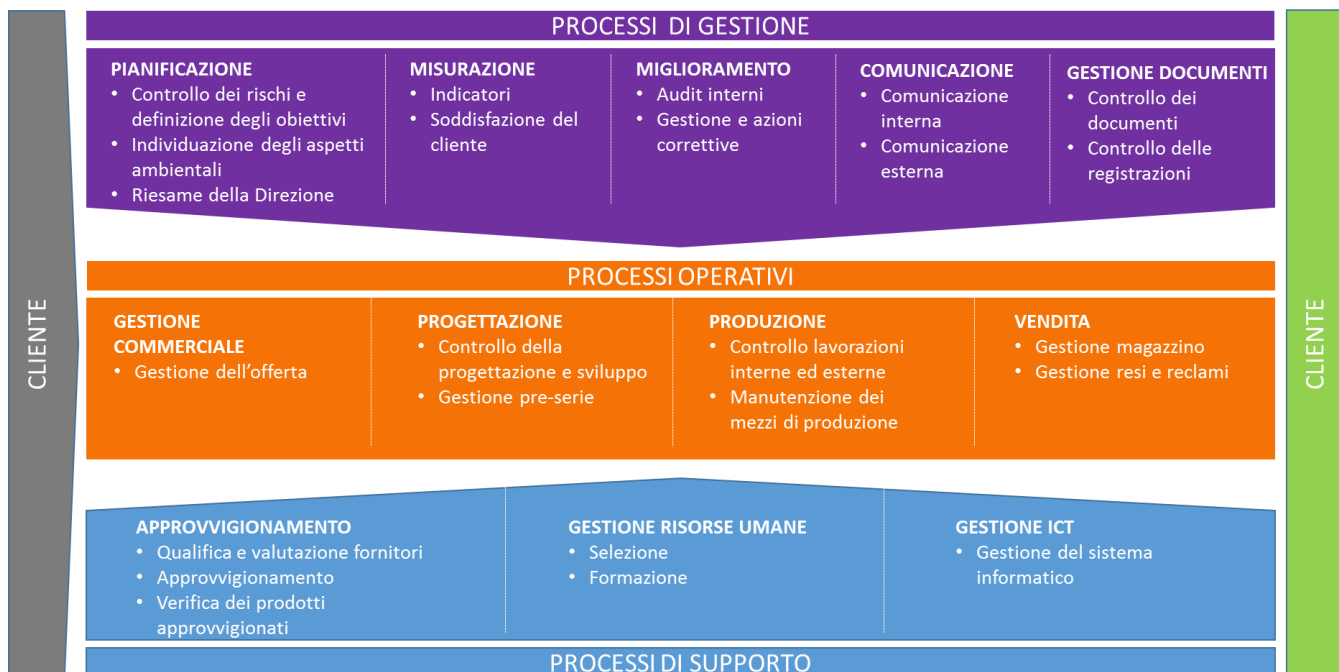 CLIENTE
PROCESSI DI GESTIONE
PIANIFICAZIONE
• Controllo dei rischi e
definizione degli obiettivi
• Individuazione degli aspetti
ambientali
• Riesame della Direzione
MISURAZIONE
• Indicatori
• Soddisfazione del
cliente
MIGLIORAMENTO
• Audit interni
• Gestione e azioni
correttive
COMUNICAZIONE
• Comunicazione
interna
• Comunicazione
esterna
GESTIONE DOCUMENTI
• Controllo dei
documenti
• Controllo delle
registrazioni
PROCESSI OPERATIVI
GESTIONE
COMMERCIALE
• Gestione dell’offerta
PROGETTAZIONE
• Controllo della
progettazione e sviluppo
• Gestione pre-serie
PRODUZIONE
• Controllo lavorazioni
interne ed esterne
• Manutenzione dei
mezzi di produzione
VENDITA
• Gestione magazzino
• Gestione resi e reclami
APPROVVIGIONAMENTO
• Qualifica e valutazione fornitori
• Approvvigionamento
• Verifica dei prodotti
approvvigionati
GESTIONE RISORSE UMANE
• Selezione
• Formazione
GESTIONE ICT
• Gestione del sistema
informatico
PROCESSI DI SUPPORTO
CLIENTE